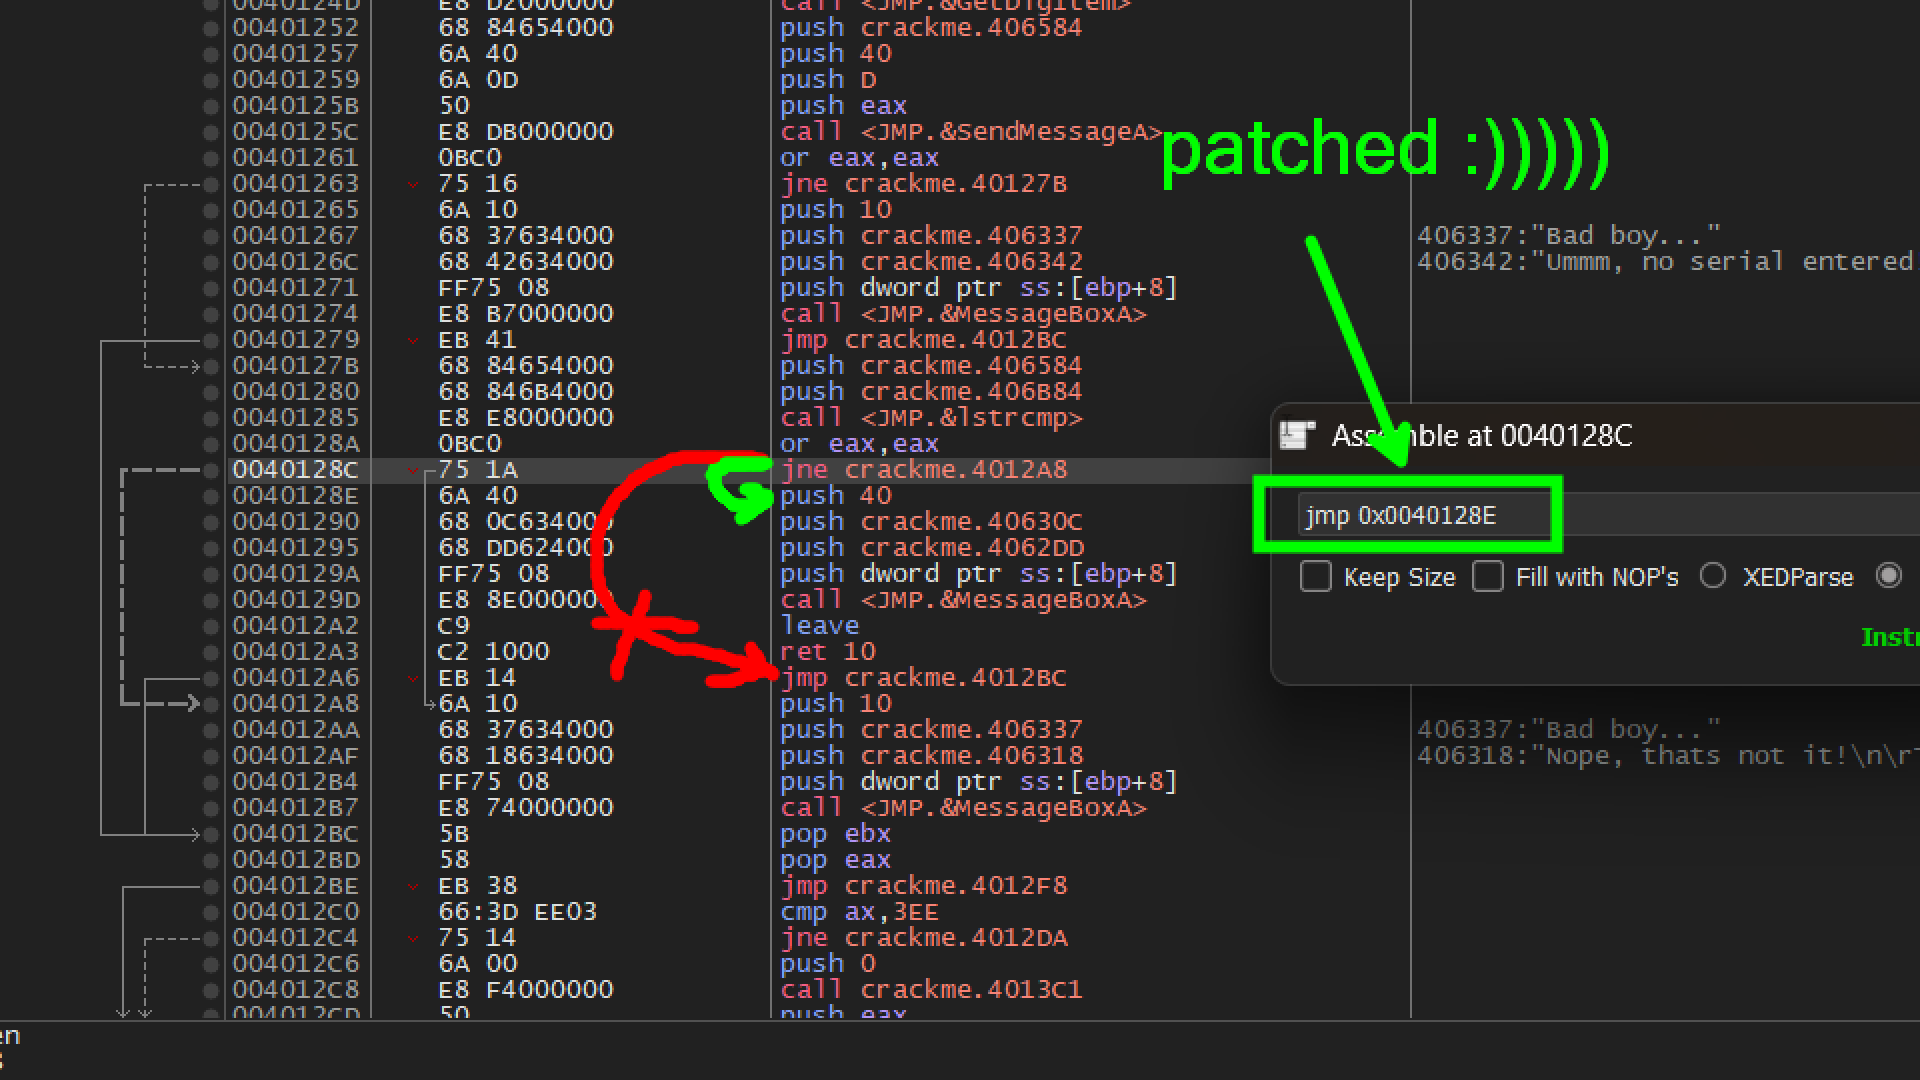 0040124D E8 D2000000 call <JMP.&GetDlgItem>
00401252 68 84654000 push crackme.406584
00401257 6A 40 push 40
00401259 6A 0D push D
0040125B 50 push eax
0040125C E8 DB000000 call <JMP.&SendMessageA>
patched :)))))
00401261 0BC0 or eax,eax
00401263 75 16 jne crackme.40127B
00401265 6A 10 push 10
00401267 68 37634000 push crackme.406337 406337:"Bad boy..."
0040126C 68 42634000 push crackme.406342 406342:"Ummm, no serial entered
00401271 FF75 08 push dword ptr ss:[ebp+8]
00401274 E8 B7000000 call <JMP.&MessageBoxA>
00401279 EB 41 jmp crackme.4012BC
0040127B 68 84654000 push crackme.406584
00401280 68 846B4000 push crackme.406B84
00401285 E8 E8000000 call <JMP.&lstrcmp>
0040128A 0BC0 or eax,eax
0040128C 75 1A jne crackme.4012A8
0040128E 6A 40 push 40
00401290 68 0C634000 push crackme.40630C
00401295 68 DD624000 push crackme.4062DD
0040129A FF75 08 push dword ptr ss:[ebp+8]
0040129D E8 8E000000 call <JMP.&MessageBoxA>
004012A2 C9 leave
004012A3 C2 1000 ret 10
004012A6 EB 14 jmp crackme.4012BC
004012A8 6A 10 push 10
004012AA 68 37634000 push crackme.406337 406337:"Bad boy..."
004012AF 68 18634000 push crackme.406318 406318:"Nope, thats not it!\n\r
004012B4 FF75 08 push dword ptr ss:[ebp+8]
004012B7 E8 74000000 call <JMP.&MessageBoxA>
004012BC 5B pop ebx
004012BD 58 pop eax
004012BE EB 38 jmp crackme.4012F8
004012C0 66:3D EE03 cmp ax,3EE
004012C4 75 14 jne crackme.4012DA
004012C6 6A 00 push 0
004012C8 E8 F4000000 call crackme.4013C1
004012CD 50 push eax
Assemble at 0040128C
jmp 0x0040128E
Keep Size Fill with NOP's XEDParse
Instr
en